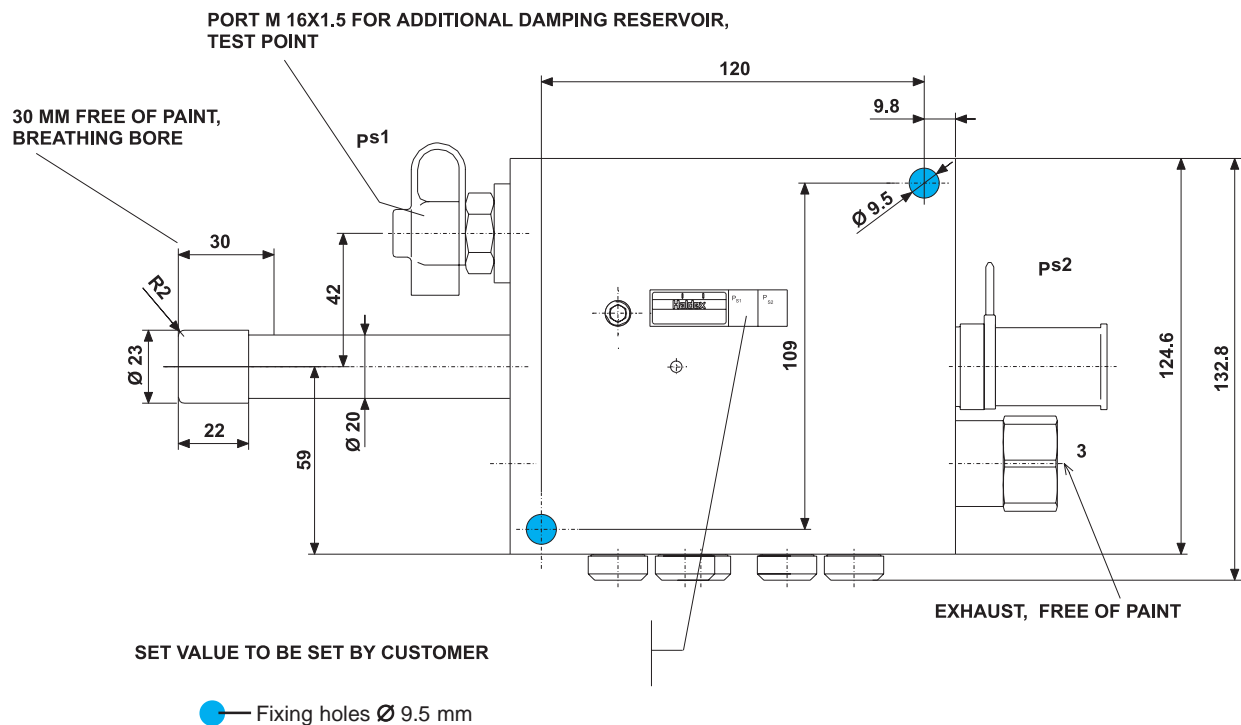 PORT M 16X1.5 FOR ADDITIONAL DAMPING RESERVOIR,
TEST POINT
120
9.8
30 MM FREE OF PAINT,
BREATHING BORE
Ps1
Ø 9.5
30
42
R2
Ps2
Haldex
PS1
PS2
Ø 23
109
124.6
132.8
22
Ø 20
59
3
EXHAUST, FREE OF PAINT
SET VALUE TO BE SET BY CUSTOMER
Fixing holes Ø 9.5 mm